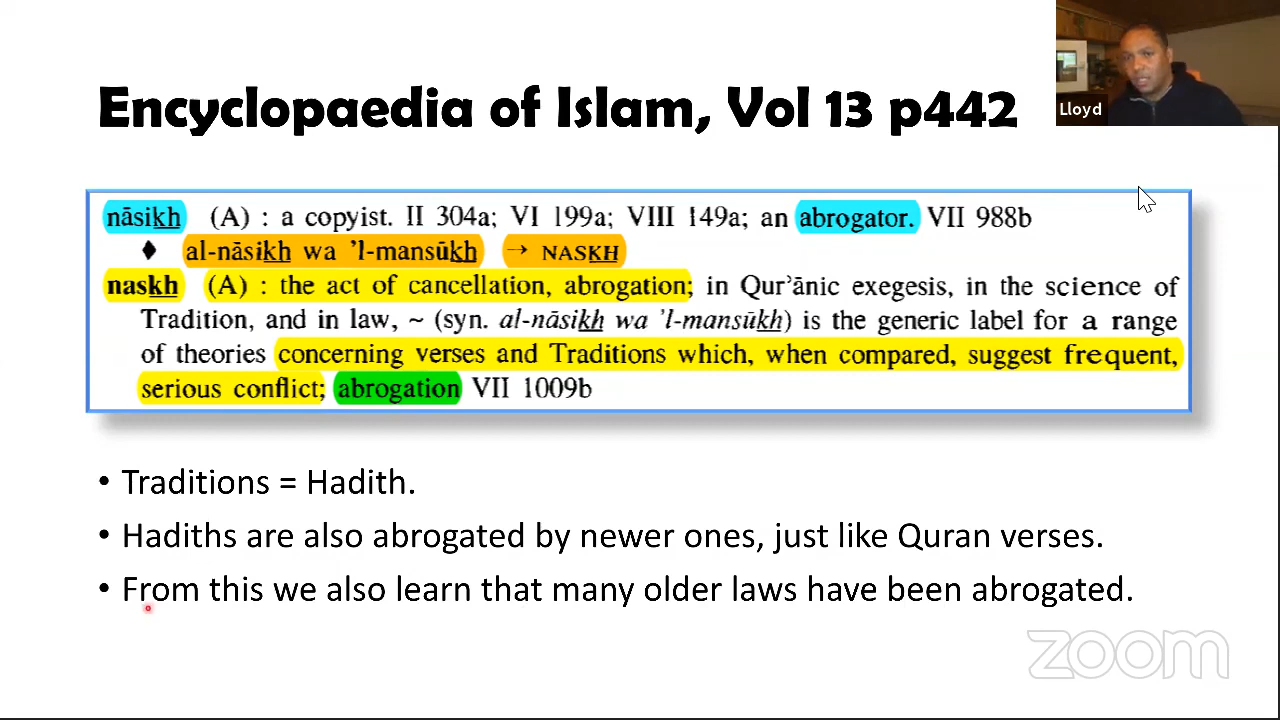 Encyclopaedia of Islam, Vol 13 p442
Lloyd
nāsikh (A) : a copyist. II 304a; VI 199a; VIII 149a; an abrogator. VII 988b
♦ al-nāsikh wa 'l-mansūkh → NASKH
naskh (A) : the act of cancellation, abrogation; in Qurʾānic exegesis, in the science of
Tradition, and in law, ~ (syn. al-nāsikh wa 'l-mansūkh) is the generic label for a range
of theories concerning verses and Traditions which, when compared, suggest frequent,
serious conflict; abrogation VII 1009b
• Traditions = Hadith.
• Hadiths are also abrogated by newer ones, just like Quran verses.
• From this we also learn that many older laws have been abrogated.
zoom